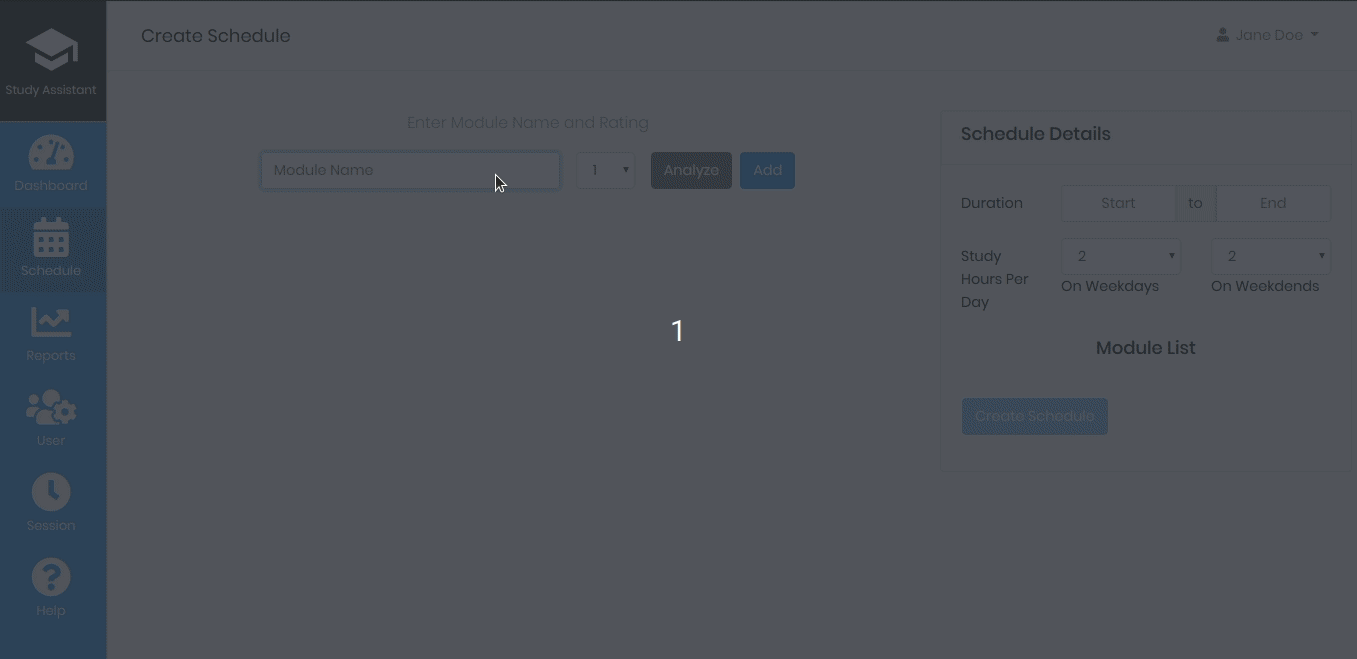 Create Schedule
Jane Doe
Study Assistant
Dashboard
Schedule
Reports
User
Session
Help
Enter Module Name and Rating
Module Name
1
Analyze
Add
1
Schedule Details
Duration
Start
to
End
Study
Hours Per
Day
2
On Weekdays
2
On Weekdends
Module List
Create Schedule